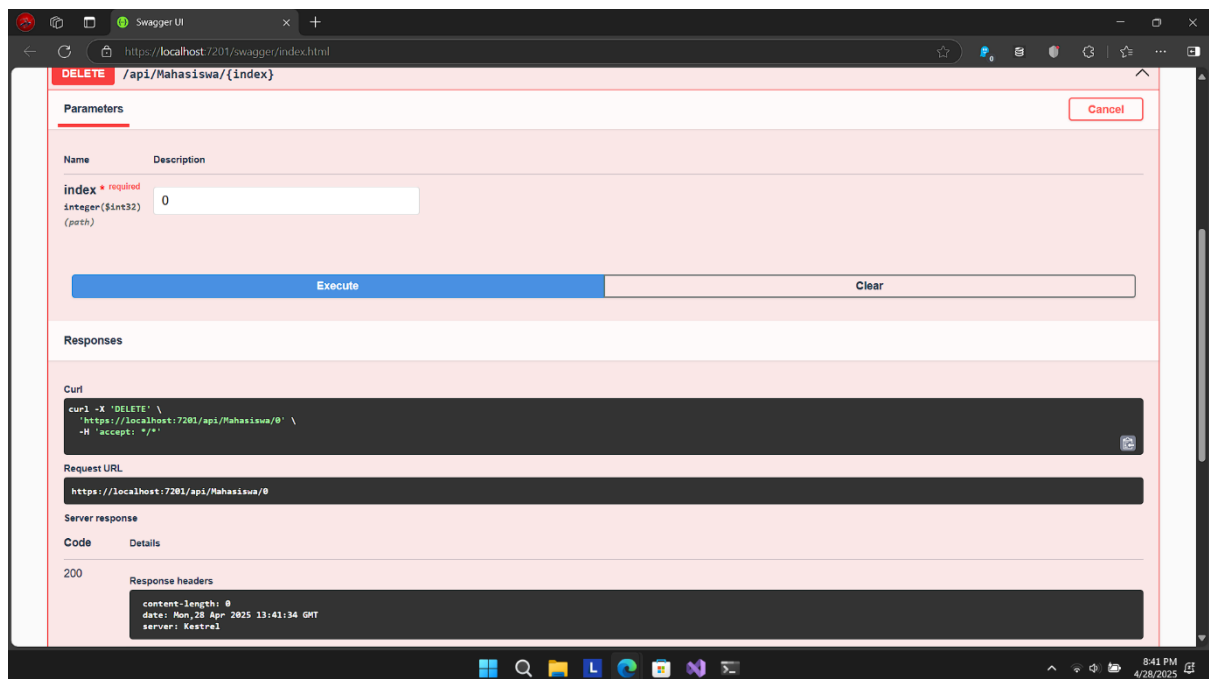 Swagger UI
https://localhost:7201/swagger/index.html
DELETE /api/Mahasiswa/{index}
Parameters
Cancel
Name Description
index * required
integer($int32)
(path)
0
Execute
Clear
Responses
Curl
curl -X 'DELETE' \
'https://localhost:7201/api/Mahasiswa/0' \
-H 'accept: */*'
Request URL
https://localhost:7201/api/Mahasiswa/0
Server response
Code Details
200
Response headers
content-length: 0
date: Mon,28 Apr 2025 13:41:34 GMT
server: Kestrel
L
8:41 PM
4/28/2025